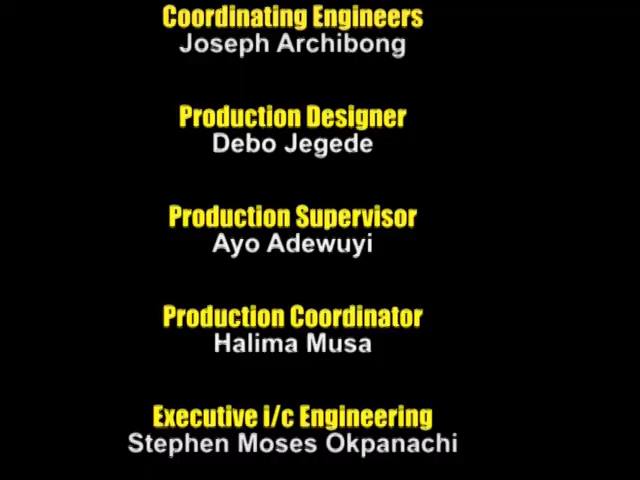 Coordinating Engineers
Joseph Archibong
Production Designer
Debo Jegede
Production Supervisor
Ayo Adewuyi
Production Coordinator
Halima Musa
Executive i/c Engineering
Stephen Moses Okpanachi